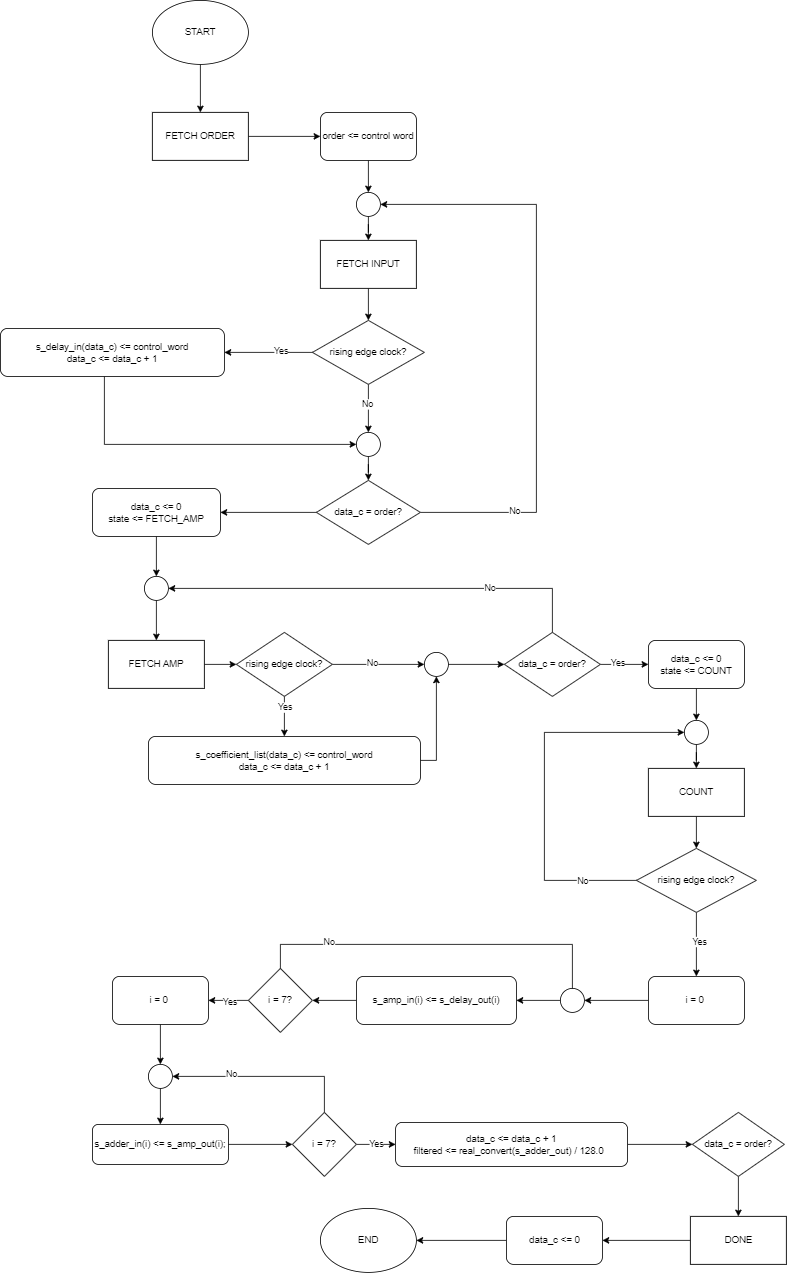 START
FETCH ORDER
order <= control word
FETCH INPUT
rising edge clock?
Yes
s_delay_in(data_c) <= control_word
data_c <= data_c + 1
No
data_c = order?
No
data_c <= 0
state <= FETCH_AMP
No
FETCH AMP
rising edge clock?
No
data_c = order?
Yes
data_c <= 0
state <= COUNT
Yes
s_coefficient_list(data_c) <= control_word
data_c <= data_c + 1
COUNT
rising edge clock?
No
Yes
No
i = 0
Yes
i = 7?
s_amp_in(i) <= s_delay_out(i)
i = 0
No
s_adder_in(i) <= s_amp_out(i);
i = 7?
Yes
data_c <= data_c + 1
filtered <= real_convert(s_adder_out) / 128.0
data_c = order?
END
data_c <= 0
DONE